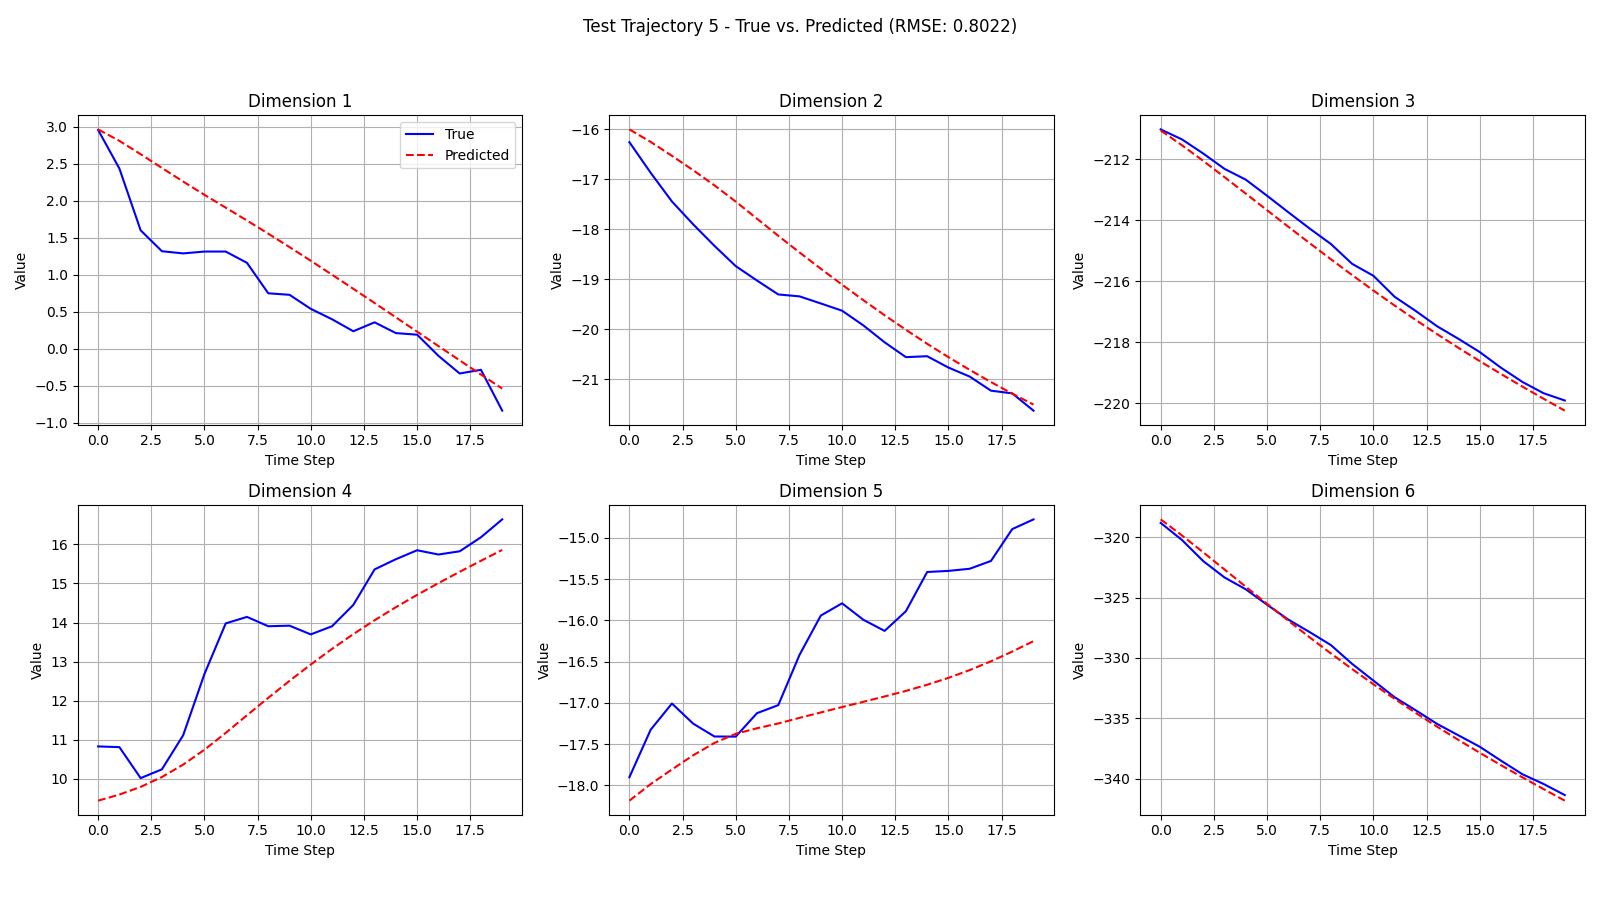 Test Trajectory 5 - True vs. Predicted (RMSE: 0.8022)
Dimension 1
3.0
2.5
2.0
1.5
1.0
0.5
0.0
−0.5
−1.0
Value
True
Predicted
0.0 2.5 5.0 7.5 10.0 12.5 15.0 17.5
Time Step
Dimension 2
−16
−17
−18
−19
−20
−21
Value
0.0 2.5 5.0 7.5 10.0 12.5 15.0 17.5
Time Step
Dimension 3
−212
−214
−216
−218
−220
Value
0.0 2.5 5.0 7.5 10.0 12.5 15.0 17.5
Time Step
Dimension 4
16
15
14
13
12
11
10
Value
0.0 2.5 5.0 7.5 10.0 12.5 15.0 17.5
Time Step
Dimension 5
−15.0
−15.5
−16.0
−16.5
−17.0
−17.5
−18.0
Value
0.0 2.5 5.0 7.5 10.0 12.5 15.0 17.5
Time Step
Dimension 6
−320
−325
−330
−335
−340
Value
0.0 2.5 5.0 7.5 10.0 12.5 15.0 17.5
Time Step